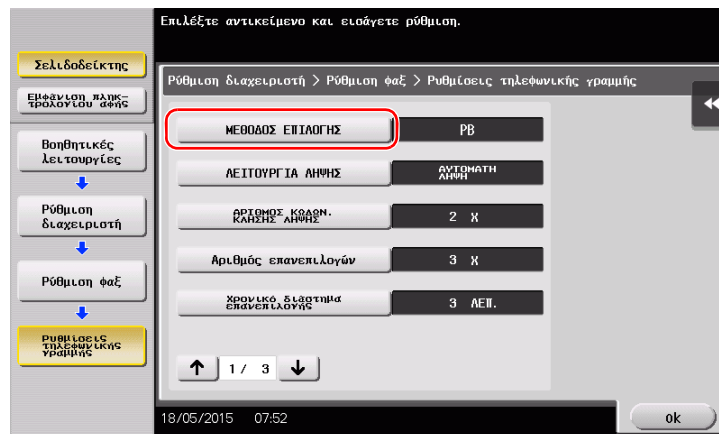 Επιλέξτε αντικείμενο και εισάγετε ρύθμιση.
Σελιδοδείκτης
Εμφάνιση πληκ-
τρολογίου αφής
Βοηθητικές
λειτουργίες
Ρύθμιση
διαχειριστή
Ρύθμιση φαξ
Ρυθμίσεις
τηλεφωνικής
γραμμής
Ρύθμιση διαχειριστή > Ρύθμιση φαξ > Ρυθμίσεις τηλεφωνικής γραμμής
ΜΕΘΟΔΟΣ ΕΠΙΛΟΓΗΣ
PB
ΛΕΙΤΟΥΡΓΙΑ ΛΗΨΗΣ
ΑΥΤΟΜΑΤΗ
ΛΗΨΗ
ΑΡΙΘΜΟΣ ΚΩΔΩΝ.
ΚΛΗΣΗΣ ΛΗΨΗΣ
2 X
Αριθμός επανεπιλογών
3 X
Χρονικό διάστημα
επανεπιλογής
3 ΛΕΠ.
1/ 3
18/05/2015 07:52
ok